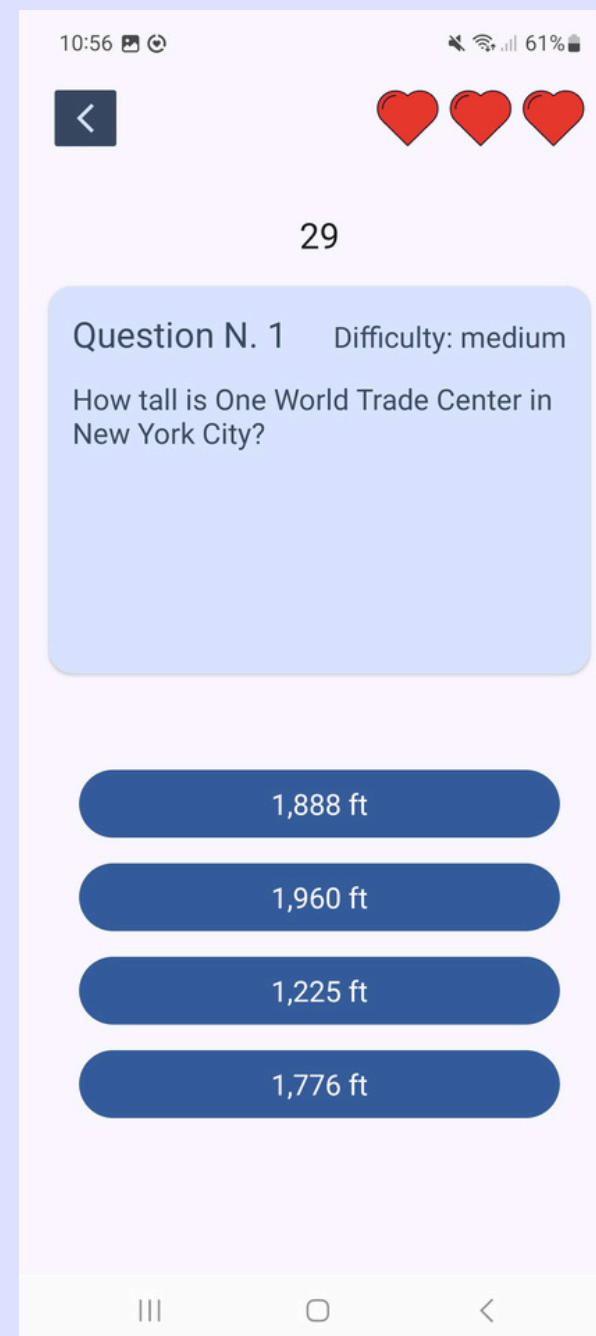 10:56 61%
29
Question N. 1 Difficulty: medium
How tall is One World Trade Center in
New York City?
1,888 ft
1,960 ft
1,225 ft
1,776 ft